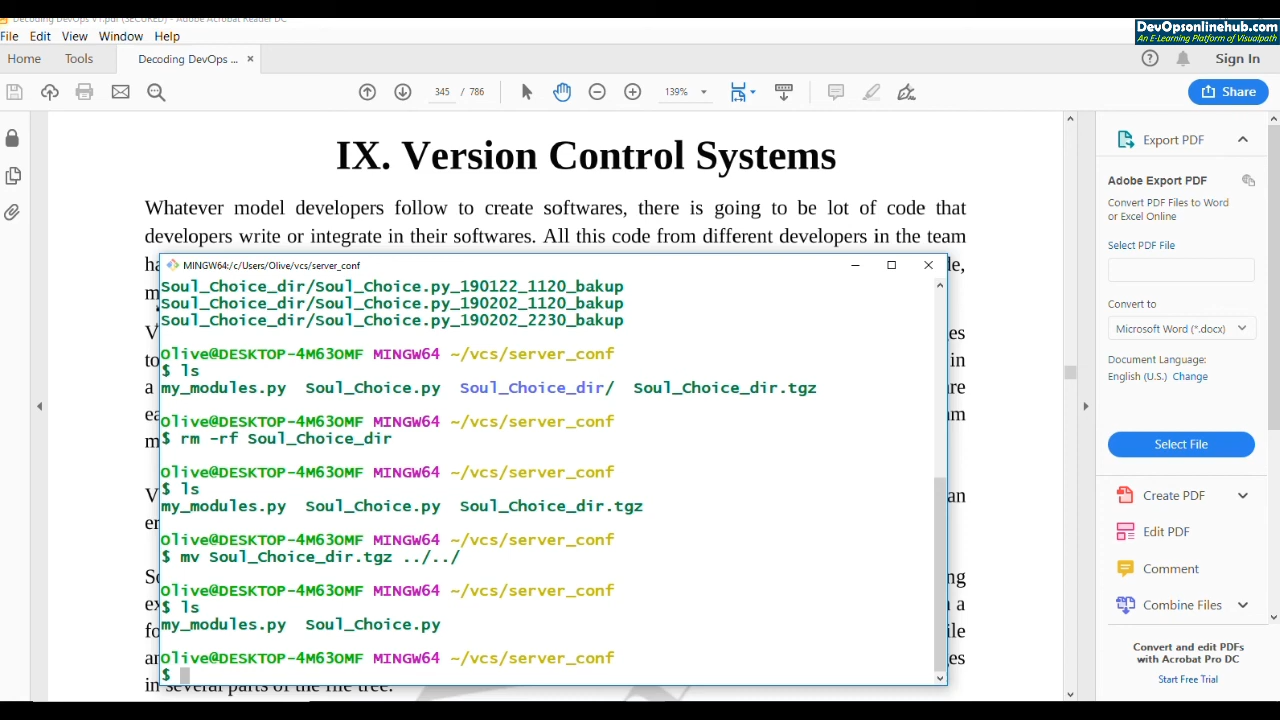 Decoding DevOps V1.pdf (SECURED) - Adobe Acrobat Reader DC
DevOpsonlinehub.com
An E-Learning Platform of Visualpath
File Edit View Window Help
Home Tools Decoding DevOps ... × Sign In
345 / 786 139% Share
IX. Version Control Systems
Whatever model developers follow to create softwares, there is going to be lot of code that
developers write or integrate in their softwares. All this code from different developers in the team
MINGW64:/c/Users/Olive/vcs/server_conf
Soul_Choice_dir/Soul_Choice.py_190122_1120_bakup
Soul_Choice_dir/Soul_Choice.py_190202_1120_bakup
Soul_Choice_dir/Soul_Choice.py_190202_2230_bakup
Olive@DESKTOP-4M63OMF MINGW64 ~/vcs/server_conf
$ ls
my_modules.py Soul_Choice.py Soul_Choice_dir/ Soul_Choice_dir.tgz
Olive@DESKTOP-4M63OMF MINGW64 ~/vcs/server_conf
$ rm -rf Soul_Choice_dir
Olive@DESKTOP-4M63OMF MINGW64 ~/vcs/server_conf
$ ls
my_modules.py Soul_Choice.py Soul_Choice_dir.tgz
Olive@DESKTOP-4M63OMF MINGW64 ~/vcs/server_conf
$ mv Soul_Choice_dir.tgz ../../
Olive@DESKTOP-4M63OMF MINGW64 ~/vcs/server_conf
$ ls
my_modules.py Soul_Choice.py
Olive@DESKTOP-4M63OMF MINGW64 ~/vcs/server_conf
$
in several parts of the file tree.
Export PDF
Adobe Export PDF
Convert PDF Files to Word
or Excel Online
Select PDF File
Convert to
Microsoft Word (*.docx)
Document Language:
English (U.S.) Change
Select File
Create PDF
Edit PDF
Comment
Combine Files
Convert and edit PDFs
with Acrobat Pro DC
Start Free Trial